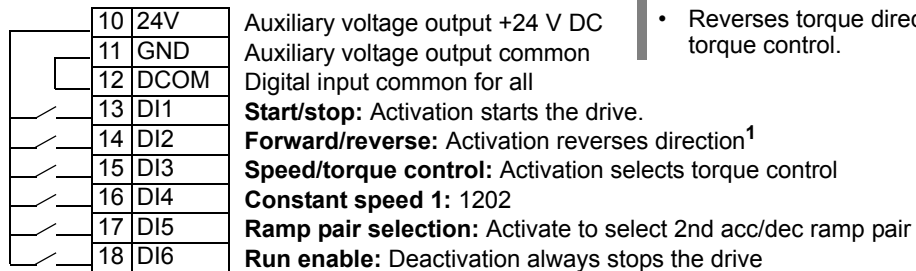 10 24V Auxiliary voltage output +24 V DC
11 GND Auxiliary voltage output common
12 DCOM Digital input common for all
13 DI1 Start/stop: Activation starts the drive.
14 DI2 Forward/reverse: Activation reverses direction1
15 DI3 Speed/torque control: Activation selects torque control
16 DI4 Constant speed 1: 1202
17 DI5 Ramp pair selection: Activate to select 2nd acc/dec ramp pair
18 DI6 Run enable: Deactivation always stops the drive
• Reverses torque
torque control.